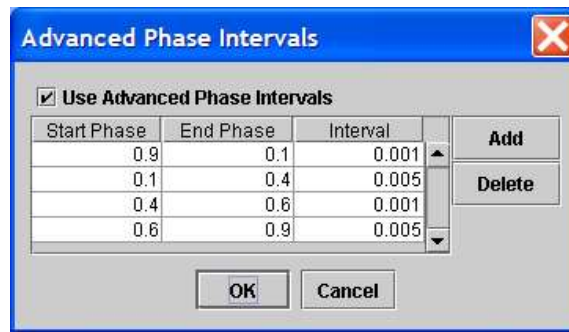 Advanced Phase Intervals
Use Advanced Phase Intervals
Start Phase End Phase Interval
0.9 0.1 0.001
0.1 0.4 0.005
0.4 0.6 0.001
0.6 0.9 0.005
Add
Delete
OK Cancel